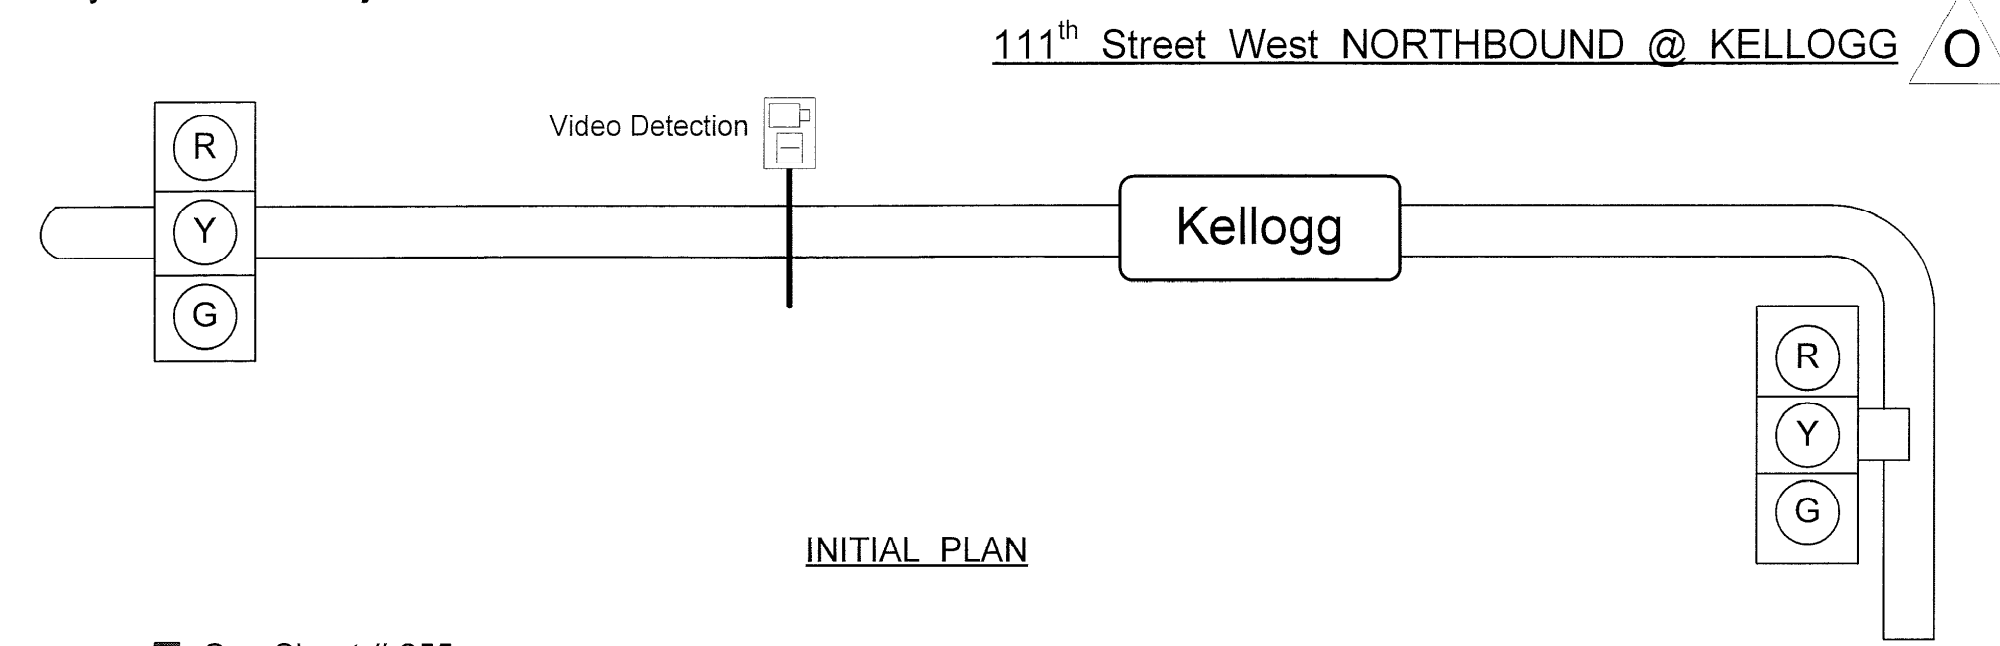 111th Street West NORTHBOUND @ KELLOGG
O
Video Detection
R
Y
G
Kellogg
R
Y
G
INITIAL PLAN